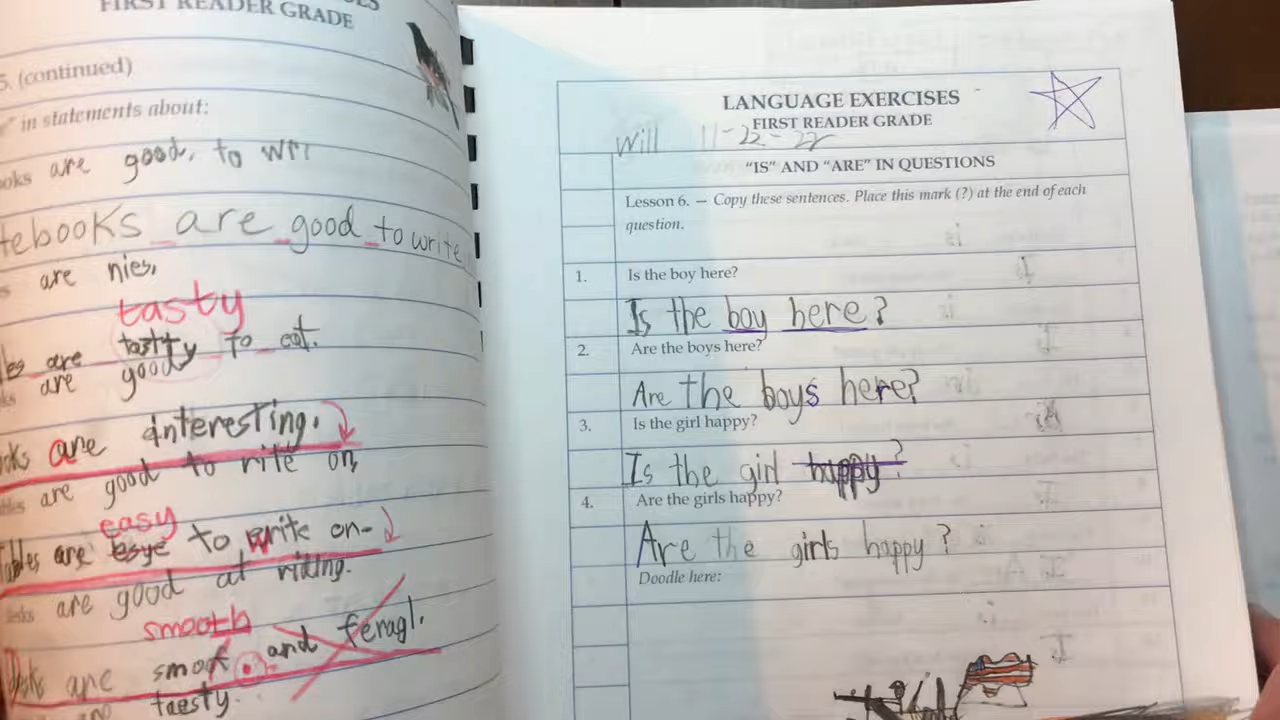 FIRST READER GRADE
5. (continued)
" in statements about:
are good, to wri
tebooks are good to write
are nies,
tasty
are tastty to eat.
are good
are interesting.
are good to rite on,
easy
Tables are esye to write on-
are good at riding.
smooth
Desks are smof and feragl.
taesty.
LANGUAGE EXERCISES
FIRST READER GRADE
Will 11-22-22
"IS" AND "ARE" IN QUESTIONS
Lesson 6. — Copy these sentences. Place this mark (?) at the end of each
question.
1. Is the boy here?
Is the boy here?
2. Are the boys here?
Are the boys here?
3. Is the girl happy?
Is the girl happy?
4. Are the girls happy?
Are the girls happy?
Doodle here: